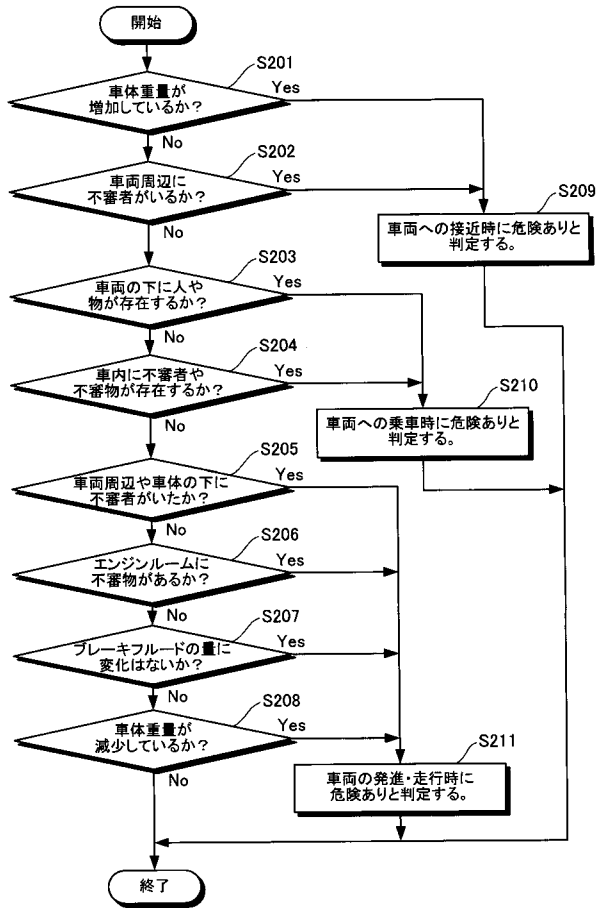 開始
S201
車体重量が
増加しているか?
Yes
No
S202
車両周辺に
不審者がいるか?
Yes
No
S209
車両への接近時に危険ありと
判定する。
S203
車両の下に人や
物が存在するか?
Yes
No
S204
車内に不審者や
不審物が存在するか?
Yes
No
S210
車両への乗車時に危険ありと
判定する。
S205
車両周辺や車体の下に
不審者がいたか?
Yes
No
S206
エンジンルームに
不審物があるか?
Yes
No
S207
ブレーキフルードの量に
変化はないか?
Yes
No
S208
車体重量が
減少しているか?
Yes
No
S211
車両の発進・走行時に
危険ありと判定する。
終了